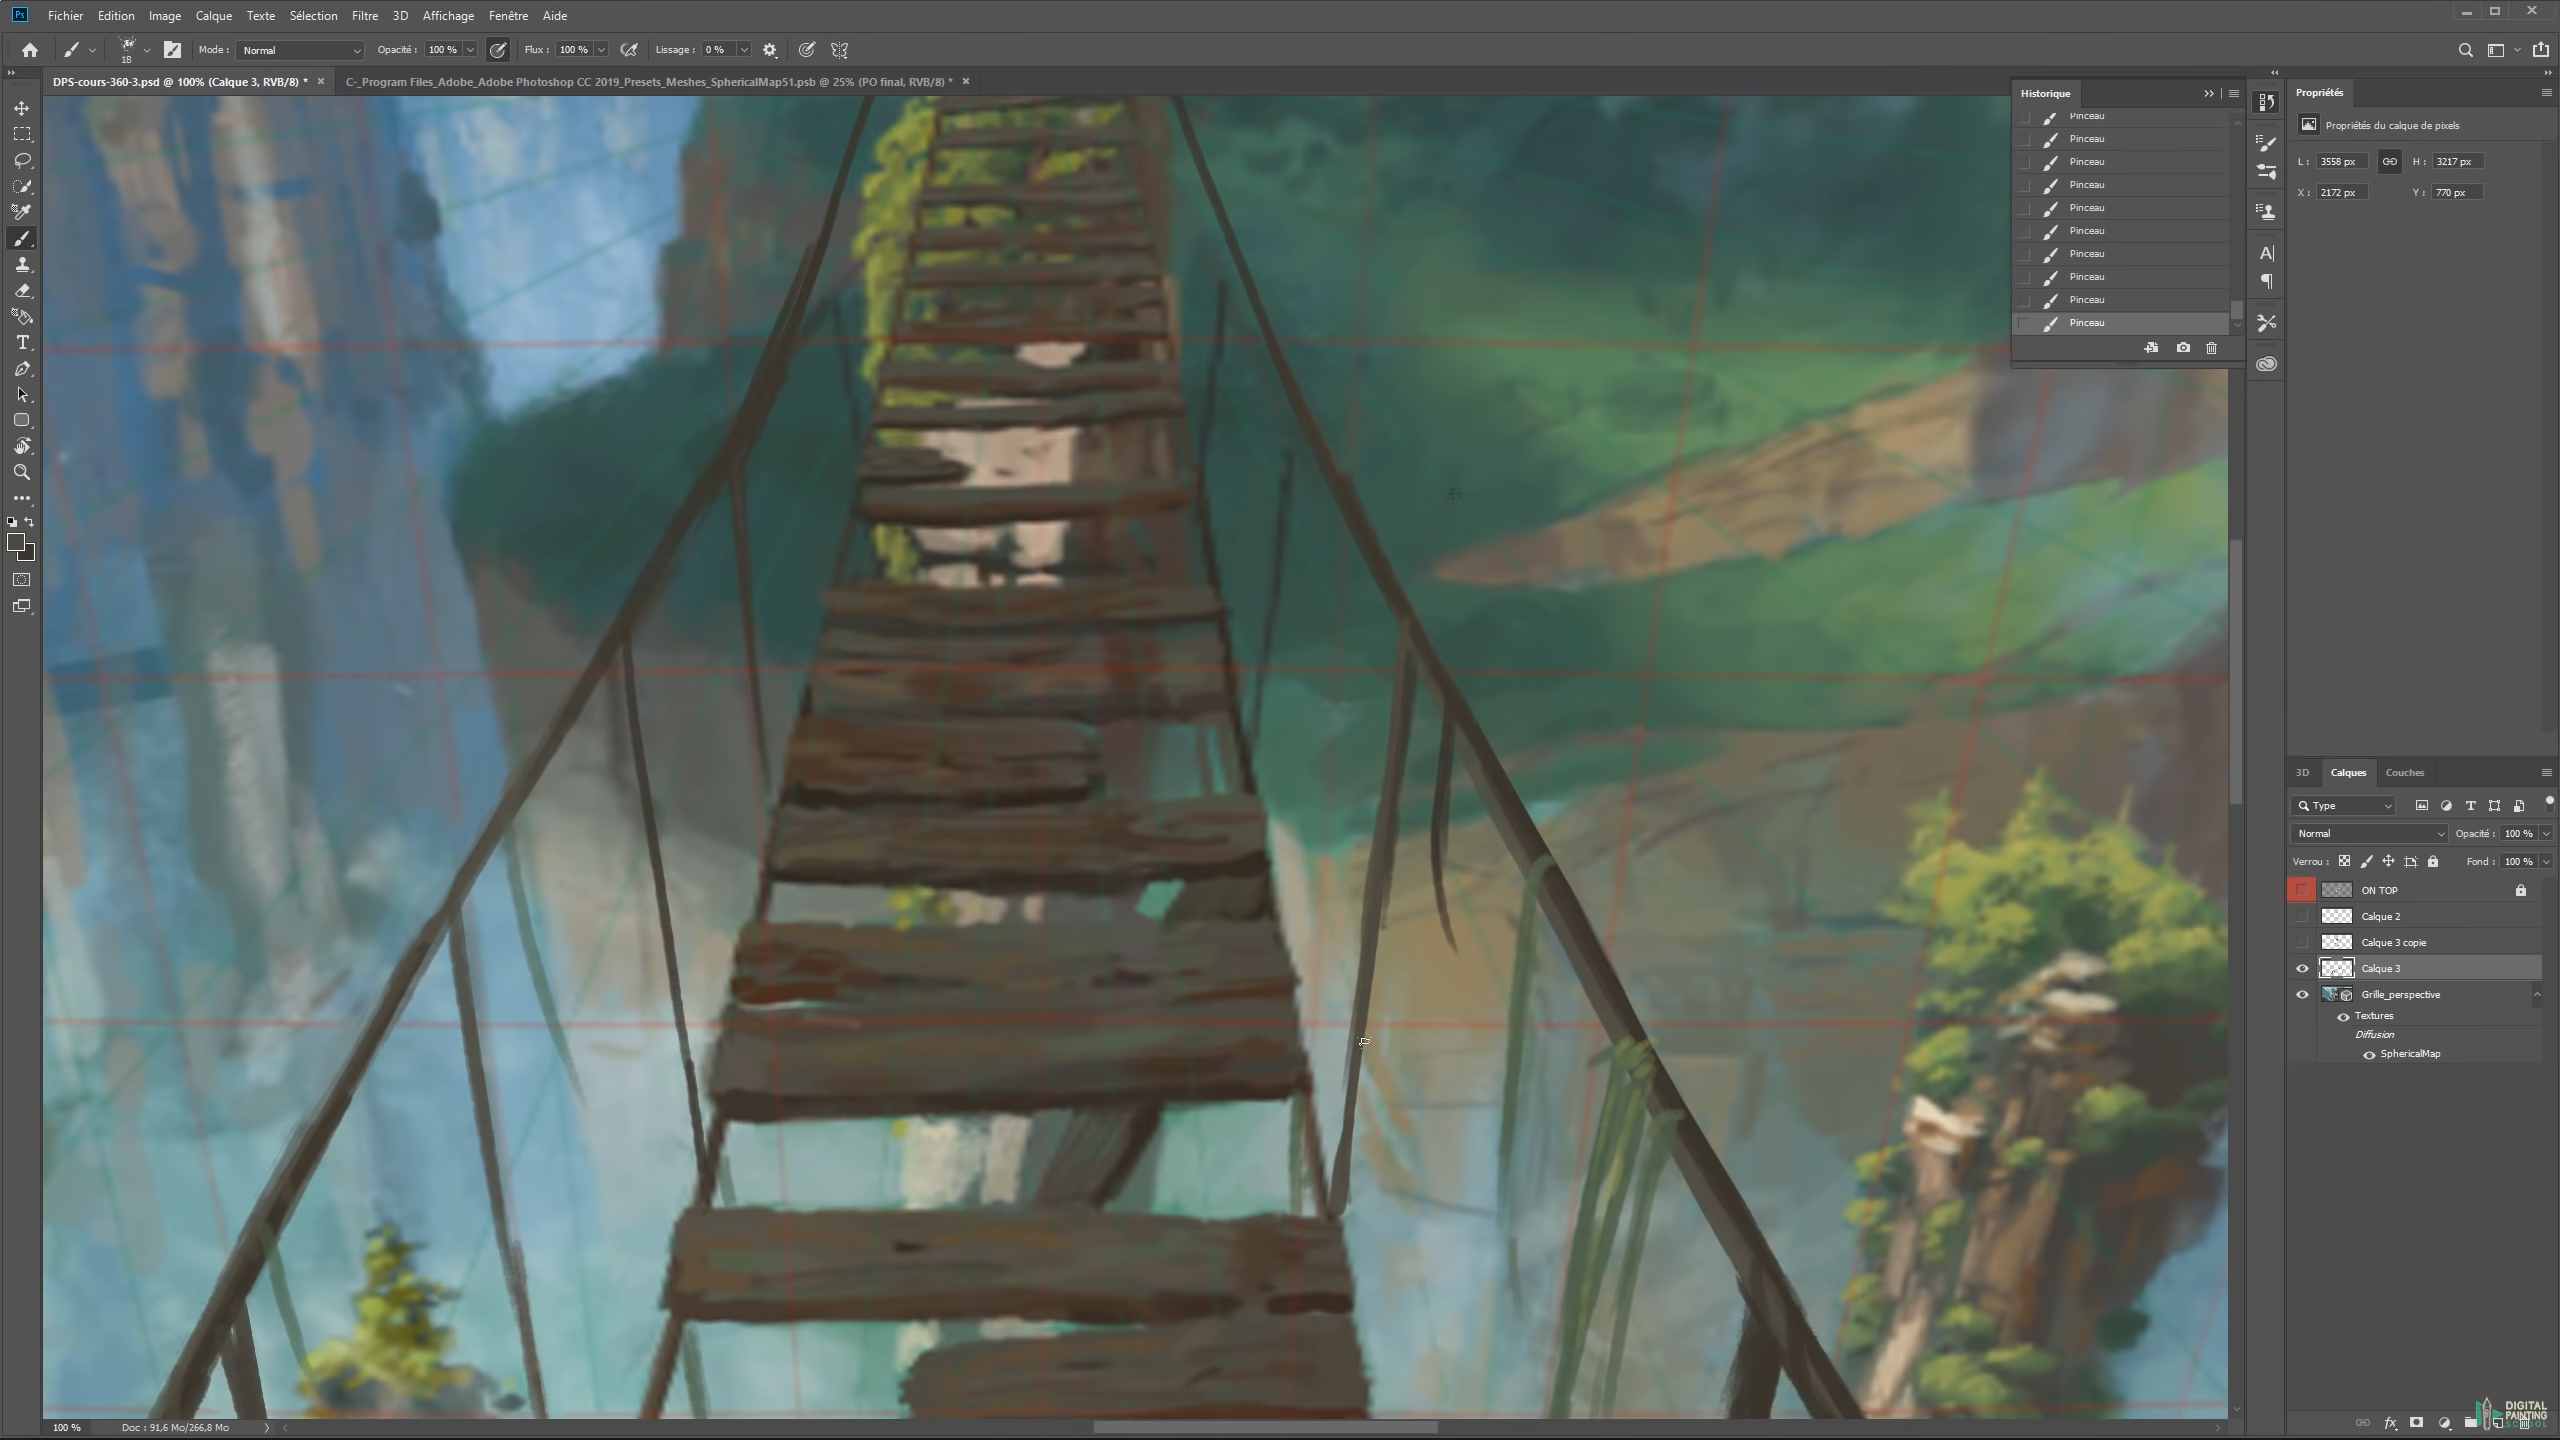 Ps Fichier Edition Image Calque Texte Sélection Filtre 3D Affichage Fenêtre Aide
18 Mode : Normal Opacité : 100 % Flux : 100 % Lissage : 0 %
DPS-cours-360-3.psd @ 100% (Calque 3, RVB/8) * C-_Program Files_Adobe_Adobe Photoshop CC 2019_Presets_Meshes_SphericalMap51.psb @ 25% (PO final, RVB/8) *
Historique
Pinceau
Pinceau
Pinceau
Pinceau
Pinceau
Pinceau
Pinceau
Pinceau
Pinceau
Pinceau
Propriétés
Propriétés du calque de pixels
L : 3558 px H : 3217 px
X : 2172 px Y : 770 px
3D Calques Couches
Type
Normal Opacité : 100 %
Verrou : Fond : 100 %
ON TOP
Calque 2
Calque 3 copie
Calque 3
Grille_perspective
Textures
Diffusion
SphericalMap
100 % Doc : 91,6 Mo/266,8 Mo
fx
DIGITAL
PAINTING
SCHOOL